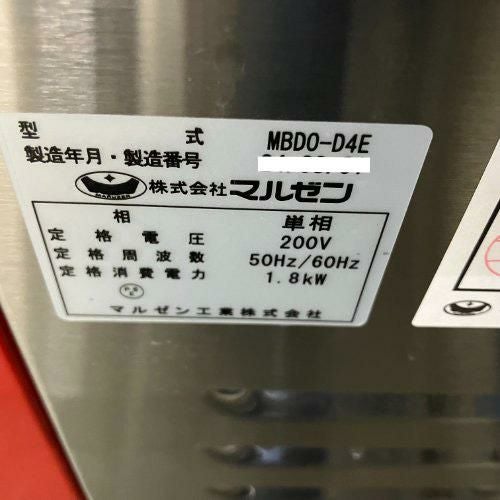 型 式 MBDO-D4E
製造年月・製造番号
株式会社マルゼン
相 単相
定格電圧 200V
定格周波数 50Hz/60Hz
定格消費電力 1.8kW
マルゼン工業株式会社